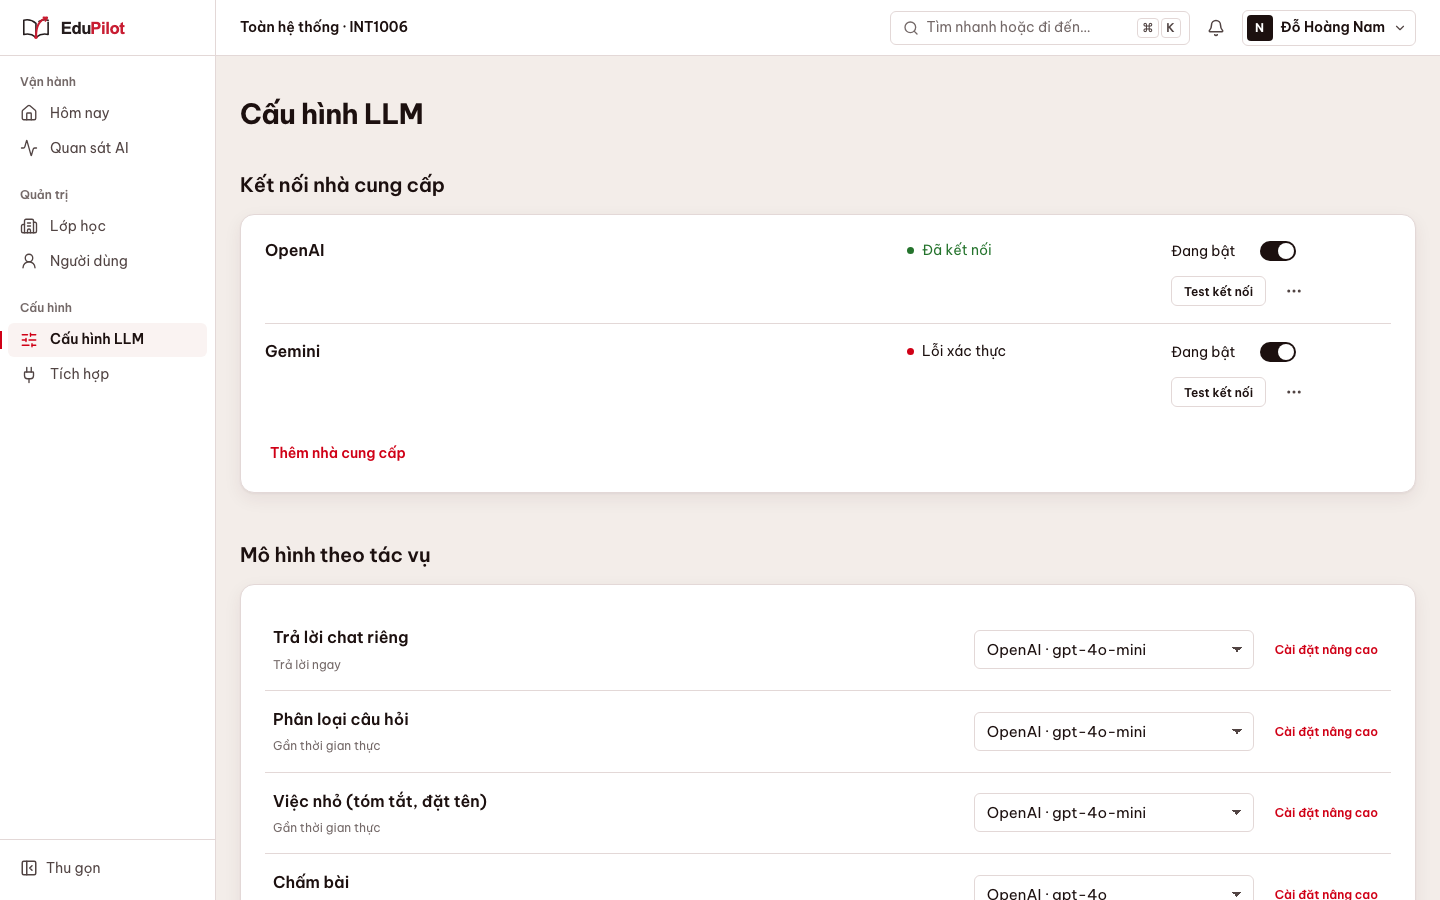 EduPilot
Toàn hệ thống · INT1006
Tìm nhanh hoặc đi đến...
⌘ K
N
Đỗ Hoàng Nam
Vận hành
Hôm nay
Quan sát AI
Quản trị
Lớp học
Người dùng
Cấu hình
Cấu hình LLM
Tích hợp
Thu gọn
Cấu hình LLM
Kết nối nhà cung cấp
OpenAI
Đã kết nối
Đang bật
Test kết nối
Gemini
Lỗi xác thực
Đang bật
Test kết nối
Thêm nhà cung cấp
Mô hình theo tác vụ
Trả lời chat riêng
Trả lời ngay
OpenAI · gpt-4o-mini
Cài đặt nâng cao
Phân loại câu hỏi
Gần thời gian thực
OpenAI · gpt-4o-mini
Cài đặt nâng cao
Việc nhỏ (tóm tắt, đặt tên)
Gần thời gian thực
OpenAI · gpt-4o-mini
Cài đặt nâng cao
Chấm bài
OpenAI · gpt-4o
Cài đặt nâng cao